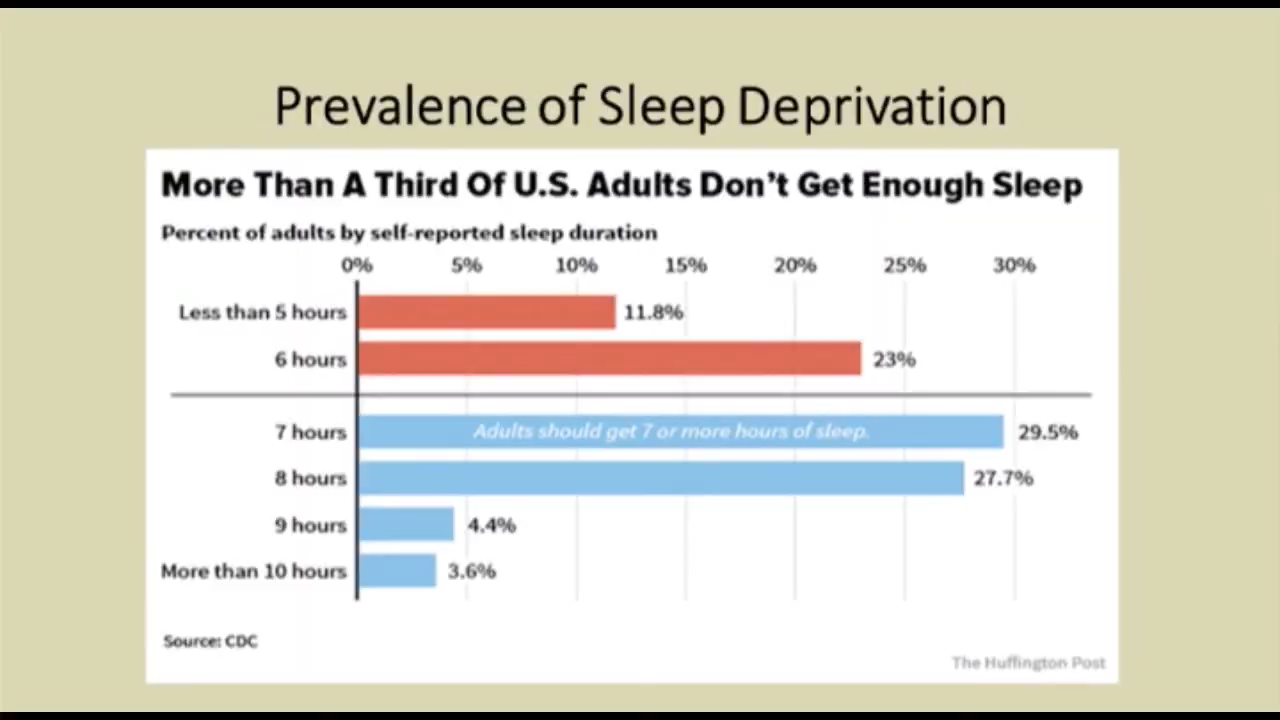 Prevalence of Sleep Deprivation
More Than A Third Of U.S. Adults Don't Get Enough Sleep
Percent of adults by self-reported sleep duration
0% 5% 10% 15% 20% 25% 30%
Less than 5 hours 11.8%
6 hours 23%
7 hours Adults should get 7 or more hours of sleep. 29.5%
8 hours 27.7%
9 hours 4.4%
More than 10 hours 3.6%
Source: CDC
The Huffington Post